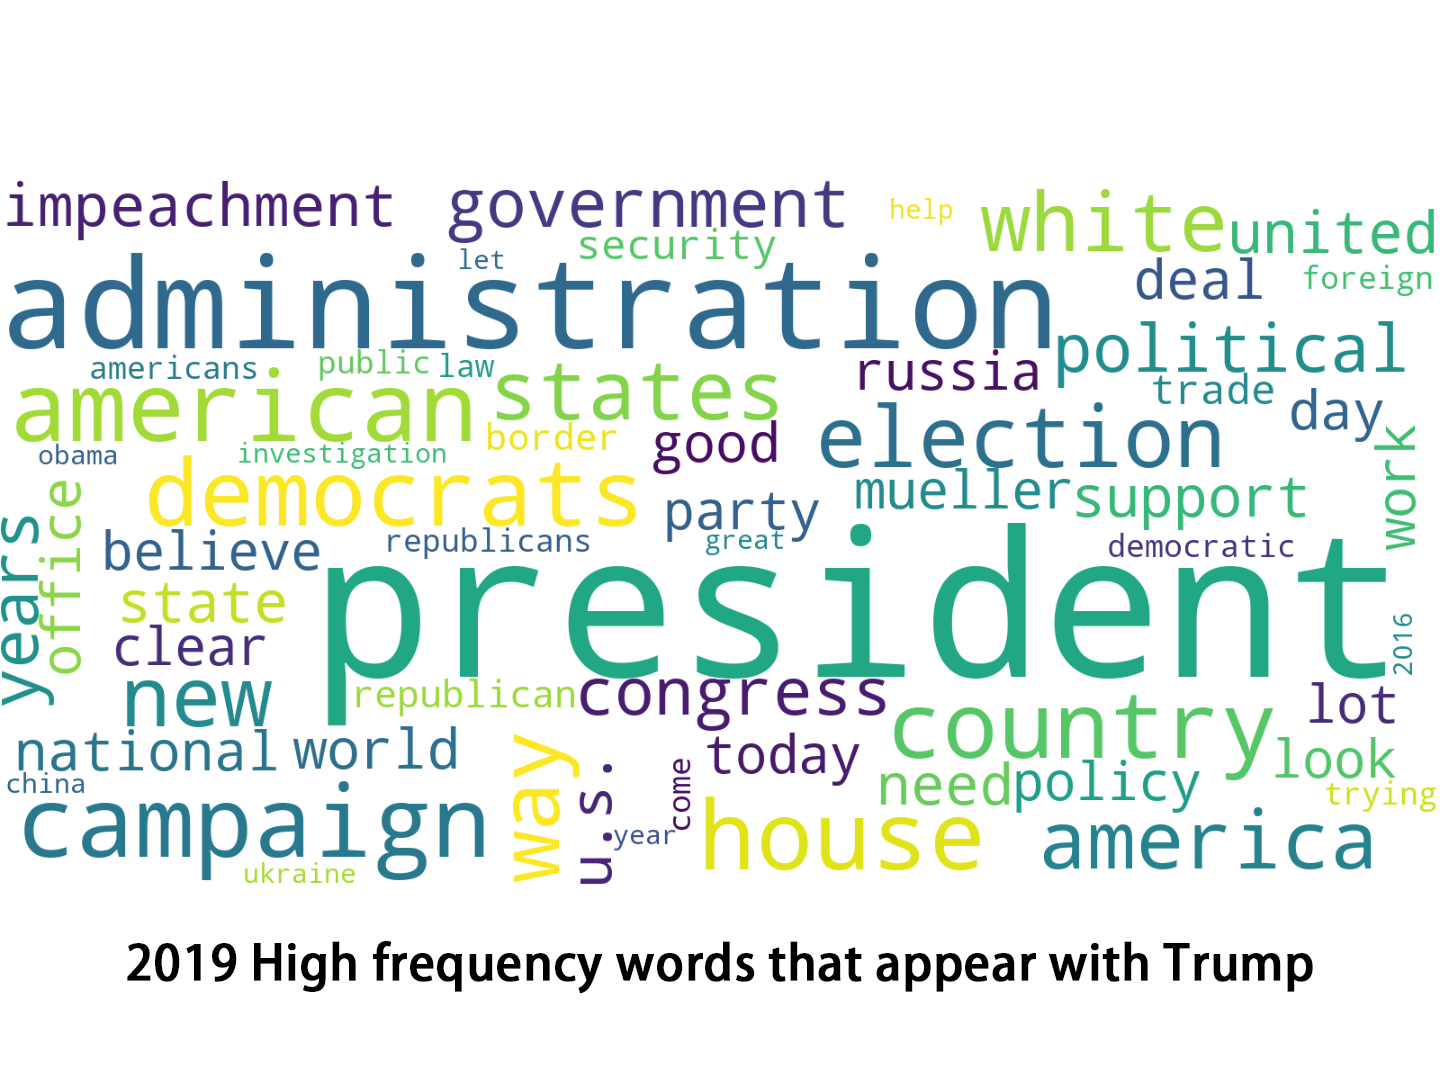 impeachment
government
help
white
united
security
let
deal
foreign
administration
political
americans
public
law
russia
trade
american
states
day
election
good
border
obama
investigation
work
democrats
mueller
support
party
office
years
believe
republicans
great
democratic
president
state
clear
2016
new
republican
congress
lot
country
national
world
today
look
way
u.s.
come
need
policy
china
trying
campaign
year
house
america
ukraine
2019 High frequency words that appear with Trump